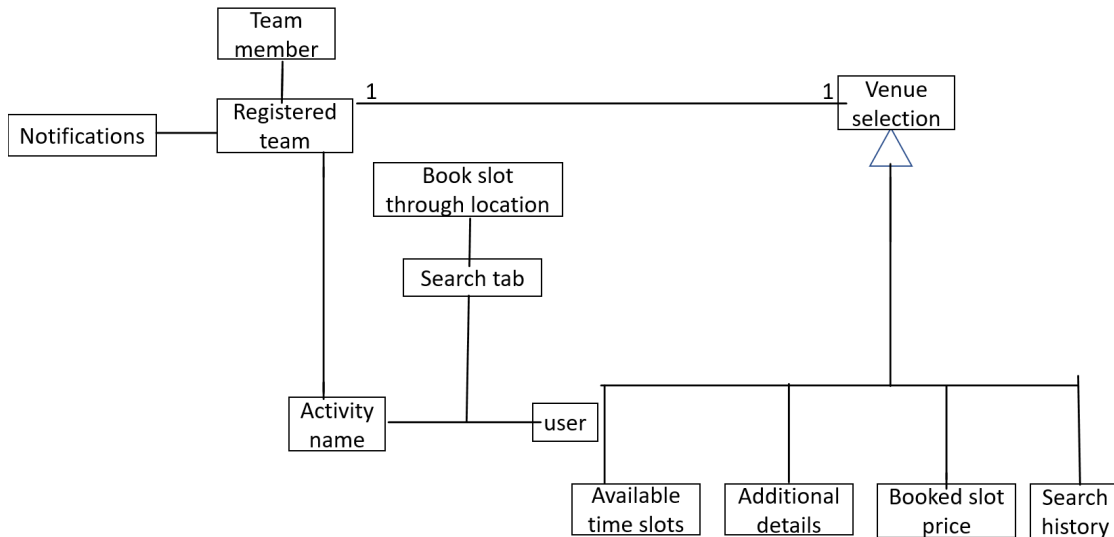 Team
member
1
1
Venue
selection
Registered
team
Notifications
Book slot
through location
Search tab
Activity
name
user
Available
time slots
Additional
details
Booked slot
price
Search
history